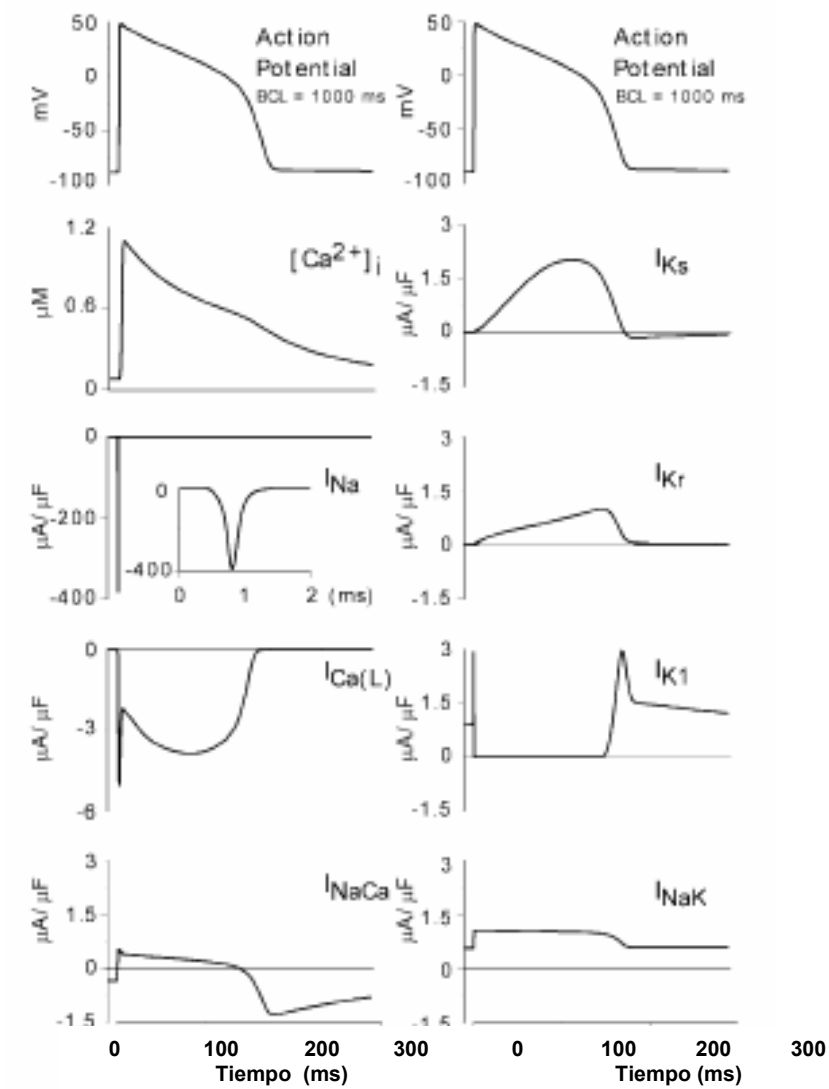 50
0
-50
-100
mV
Action
Potential
BCL = 1000 ms
50
0
-50
-100
mV
Action
Potential
BCL = 1000 ms
1.2
0.6
0
μM
[Ca2+]i
3
1.5
0
-1.5
μA/ μF
IKs
0
-200
-400
μA/ μF
INa
0
-400
0 1 2 (ms)
3
1.5
0
-1.5
μA/ μF
IKr
0
-3
-6
μA/ μF
ICa(L)
3
1.5
0
-1.5
μA/ μF
IK1
3
1.5
0
-1.5
μA/ μF
INaCa
3
1.5
0
-1.5
μA/ μF
INaK
0 100 200 300
Tiempo (ms)
0 100 200 300
Tiempo (ms)